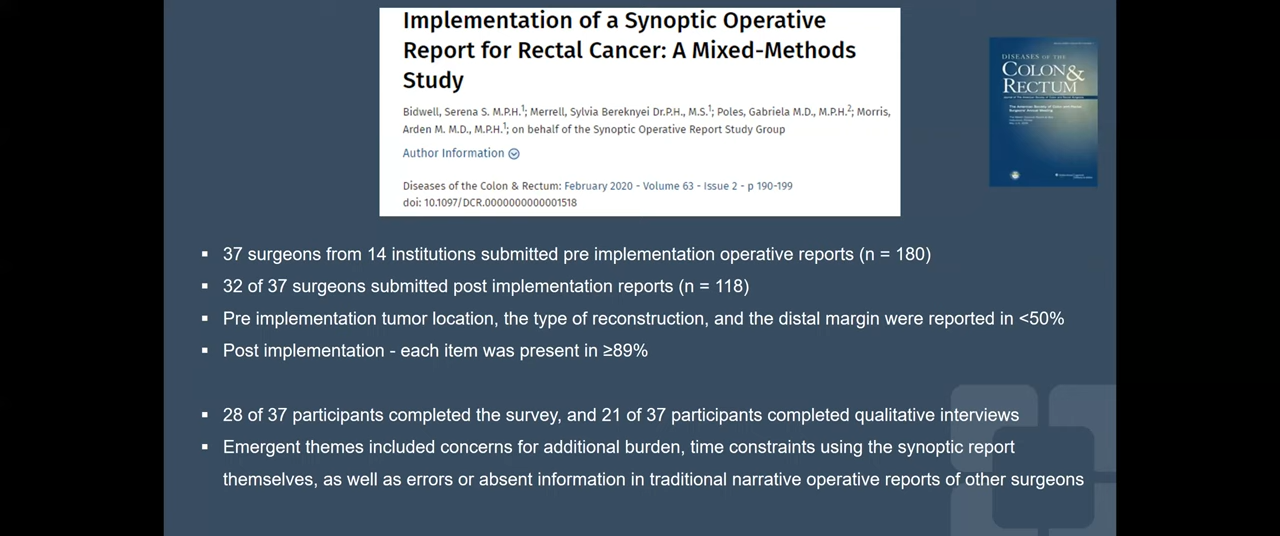 Implementation of a Synoptic Operative
Report for Rectal Cancer: A Mixed-Methods
Study
Bidwell, Serena S. M.P.H.1; Merrell, Sylvia Bereknyei Dr.P.H., M.S.1; Poles, Gabriela M.D., M.P.H.2; Morris,
Arden M. M.D., M.P.H.1; on behalf of the Synoptic Operative Report Study Group
Author Information
Diseases of the Colon & Rectum: February 2020 - Volume 63 - Issue 2 - p 190-199
doi: 10.1097/DCR.0000000000001518
DISEASES OF THE
COLON &
RECTUM
▪ 37 surgeons from 14 institutions submitted pre implementation operative reports (n = 180)
▪ 32 of 37 surgeons submitted post implementation reports (n = 118)
▪ Pre implementation tumor location, the type of reconstruction, and the distal margin were reported in <50%
▪ Post implementation - each item was present in ≥89%
▪ 28 of 37 participants completed the survey, and 21 of 37 participants completed qualitative interviews
▪ Emergent themes included concerns for additional burden, time constraints using the synoptic report
themselves, as well as errors or absent information in traditional narrative operative reports of other surgeons